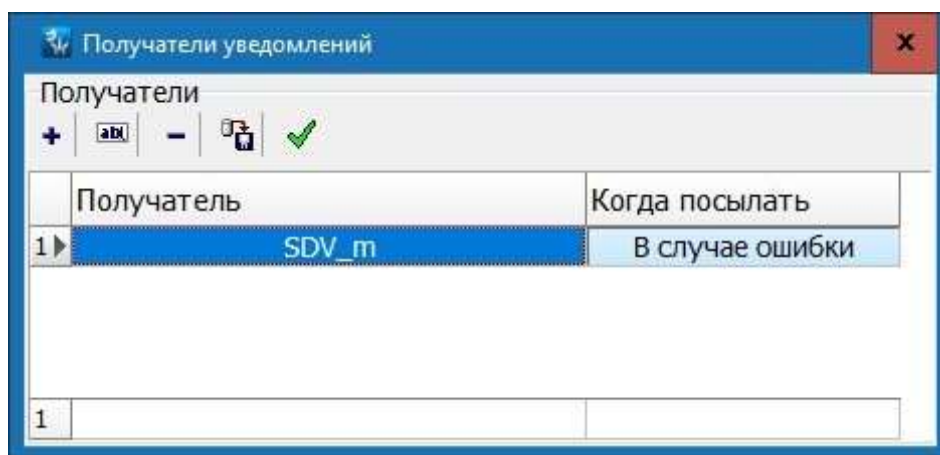 Получатели уведомлений
Получатели
Получатель Когда посылать
1 SDV_m В случае ошибки
1